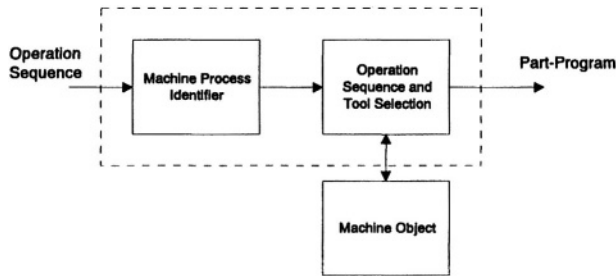 Operation
Sequence
Machine Process
Identifier
Operation
Sequence and
Tool Selection
Part-Program
Machine Object